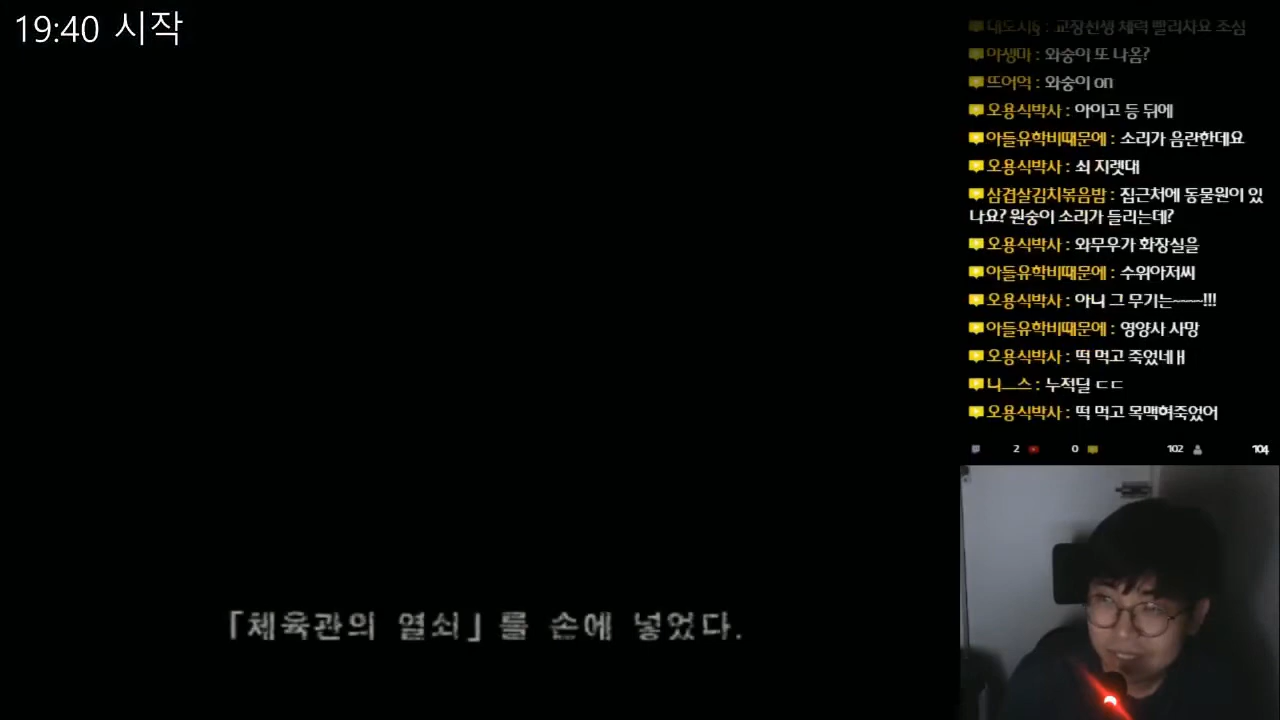 19:40 시작
대도시§ : 교장선생 체력 빨리차요 조심
아생마 : 와숭이 또 나옴?
뜨어억 : 와숭이 on
오용식박사 : 아이고 등 뒤에
아들유학비때문에 : 소리가 음란한데요
오용식박사 : 쇠 지렛대
삼겹살김치볶음밥 : 집근처에 동물원이 있
나요? 원숭이 소리가 들리는데?
오용식박사 : 와무우가 화장실을
아들유학비때문에 : 수위아저씨
오용식박사 : 아니 그 무기는~~~~!!!
아들유학비때문에 : 영양사 사망
오용식박사 : 떡 먹고 죽었네ㅐ
니__스 : 누적딜 ㄷㄷ
오용식박사 : 떡 먹고 목맥혀죽었어
2 0 102 104
「체육관의 열쇠」를 손에 넣었다.